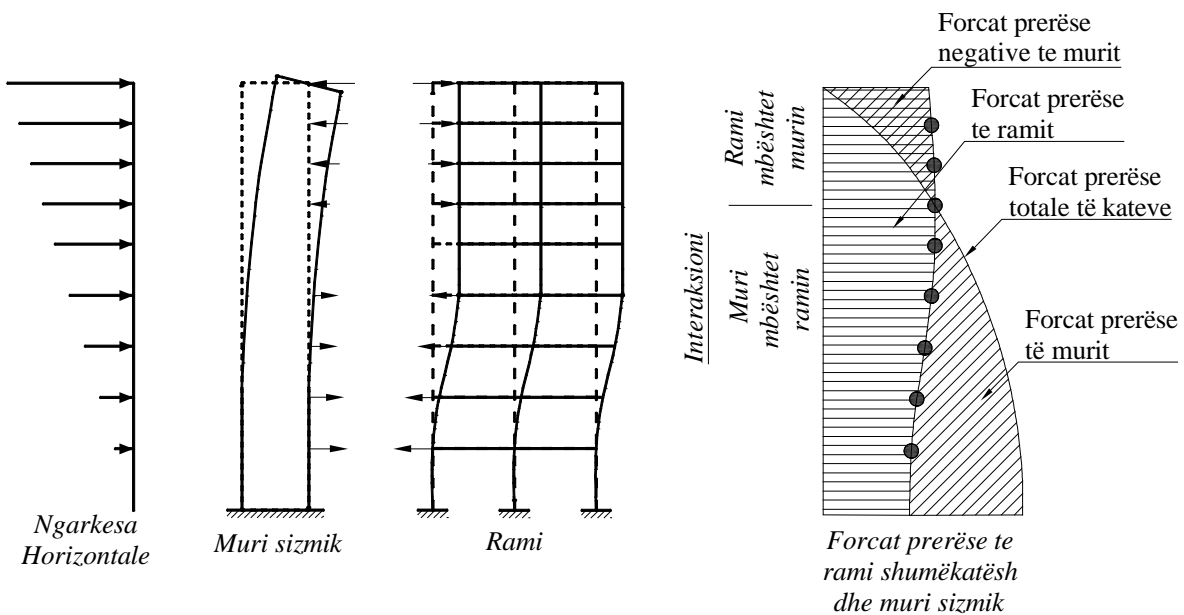 Ngarkesa
Horizontale
Muri sizmik
Rami
Interaksioni
Rami
mbështet
murin
Muri
mbështet
ramin
Forcat prerëse
negative te murit
Forcat prerëse
te ramit
Forcat prerëse
totale të kateve
Forcat prerëse
të murit
Forcat prerëse te
rami shumëkatësh
dhe muri sizmik